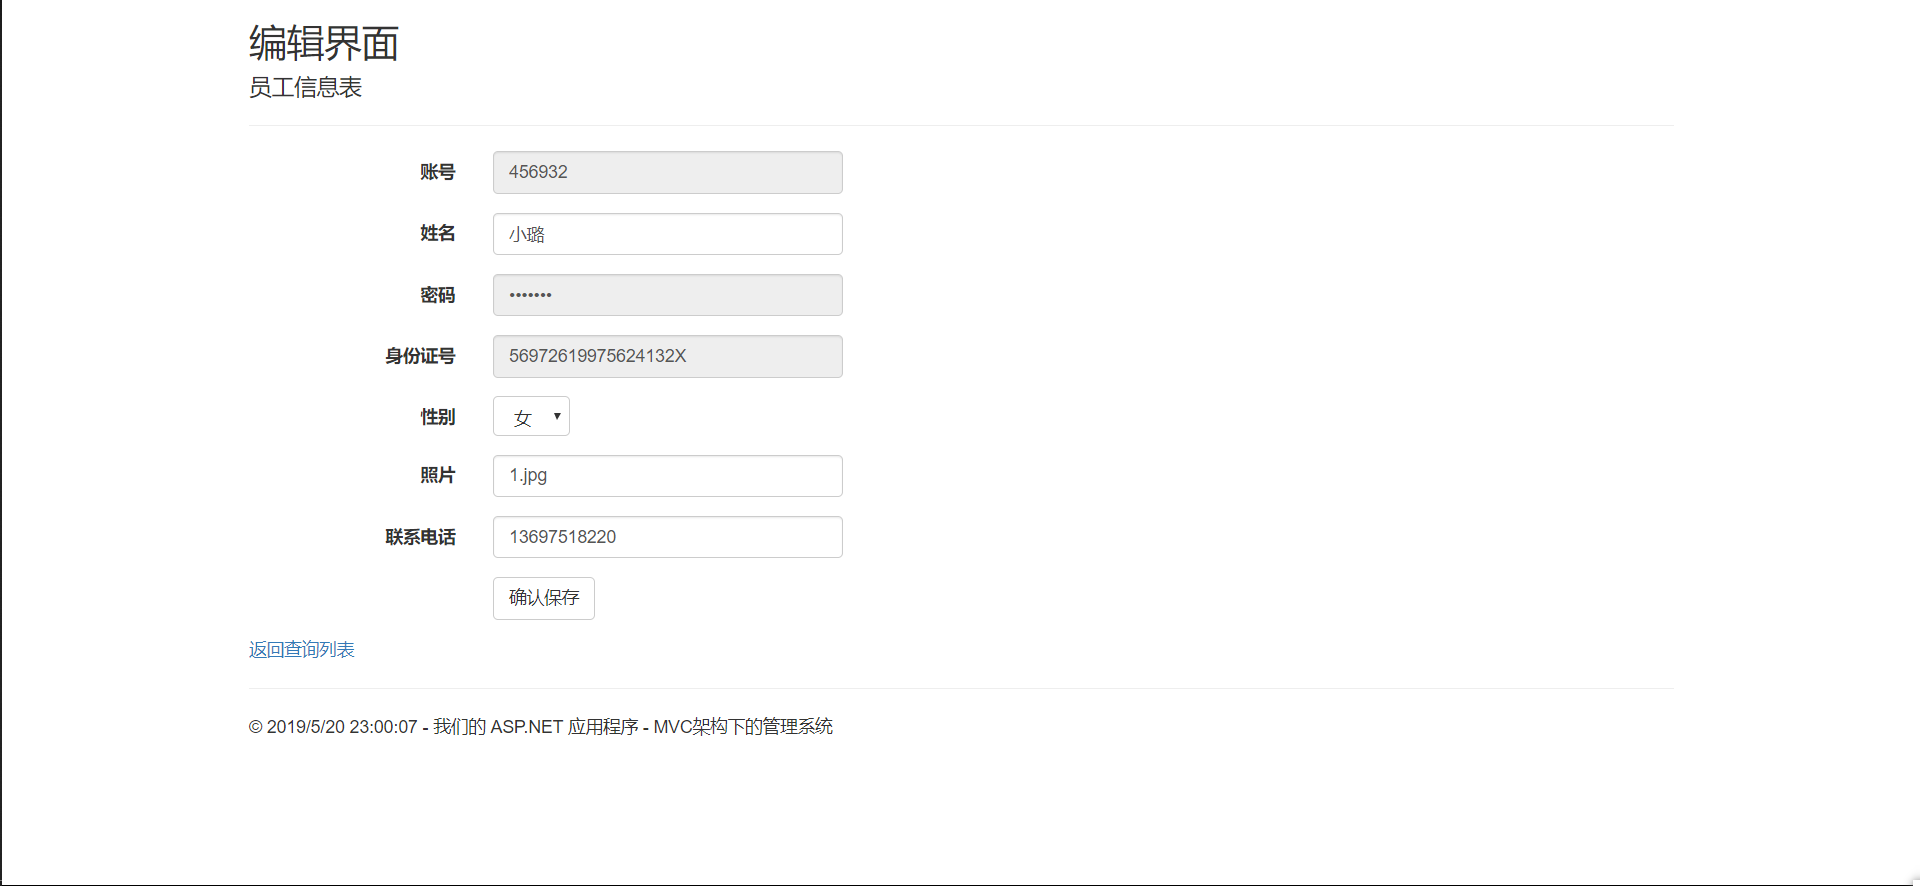 编辑界面
员工信息表
账号 456932
姓名 小璐
密码 •••••••
身份证号 56972619975624132X
性别 女
照片 1.jpg
联系电话 13697518220
确认保存
返回查询列表
© 2019/5/20 23:00:07 - 我们的 ASP.NET 应用程序 - MVC架构下的管理系统